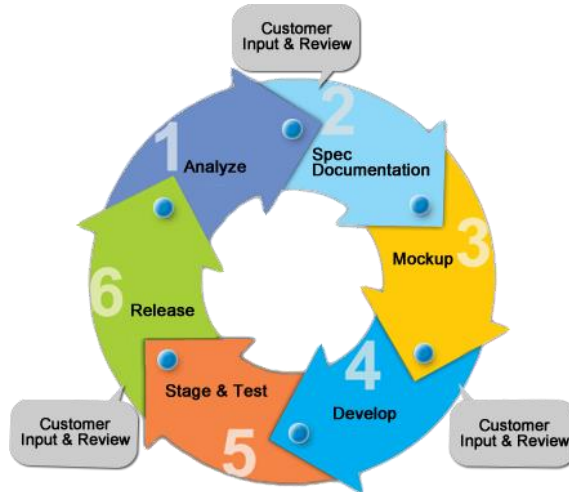 Customer
Input & Review
1
Analyze
2
Spec
Documentation
3
Mockup
4
Develop
Customer
Input & Review
5
Stage & Test
6
Release
Customer
Input & Review